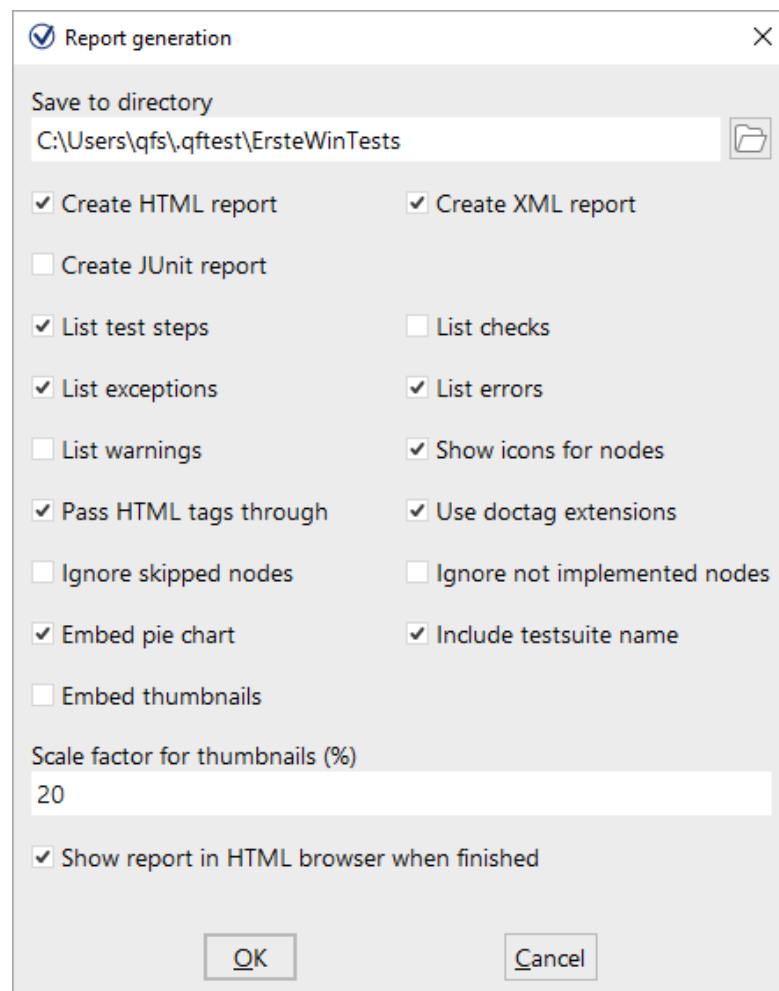 Report generation
Save to directory
C:\Users\qfs\.qftest\ErsteWinTests
Create HTML report Create XML report
Create JUnit report
List test steps List checks
List exceptions List errors
List warnings Show icons for nodes
Pass HTML tags through Use doctag extensions
Ignore skipped nodes Ignore not implemented nodes
Embed pie chart Include testsuite name
Embed thumbnails
Scale factor for thumbnails (%)
20
Show report in HTML browser when finished
OK Cancel